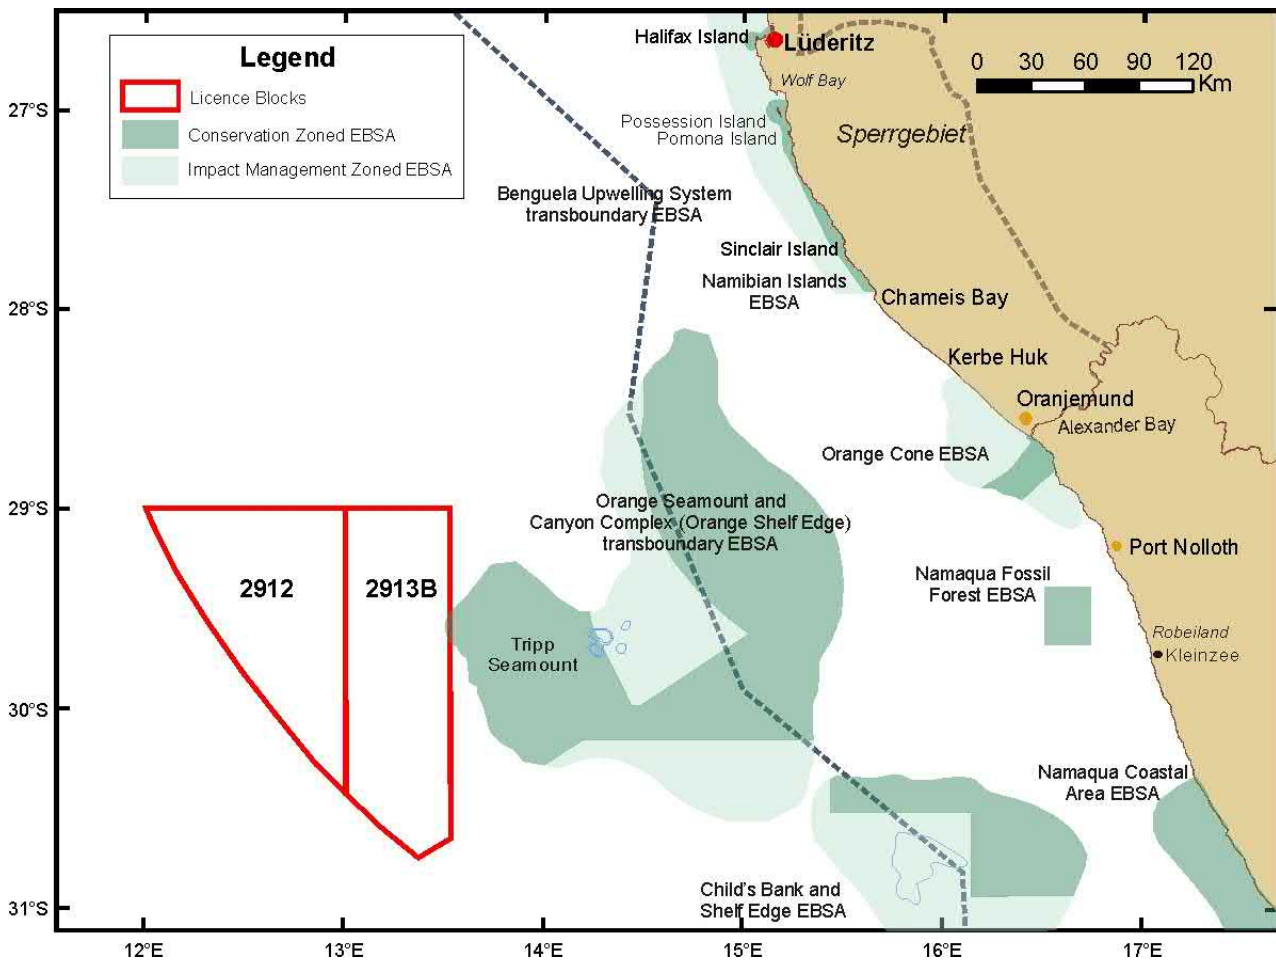 Legend
Licence Blocks
Conservation Zoned EBSA
Impact Management Zoned EBSA
Halifax Island
Lüderitz
Wolf Bay
0 30 60 90 120
Km
27°S
Possession Island
Pomona Island
Sperrgebiet
Benguela Upwelling System
transboundary EBSA
Sinclair Island
Namibian Islands
EBSA
Chameis Bay
28°S
Kerbe Huk
Oranjemund
Alexander Bay
Orange Cone EBSA
29°S
Orange Seamount and
Canyon Complex (Orange Shelf Edge)
transboundary EBSA
Port Nolloth
2912
2913B
Namaqua Fossil
Forest EBSA
Tripp
Seamount
Robeiland
Kleinzee
30°S
Namaqua Coastal
Area EBSA
Child's Bank and
Shelf Edge EBSA
31°S
12°E 13°E 14°E 15°E 16°E 17°E